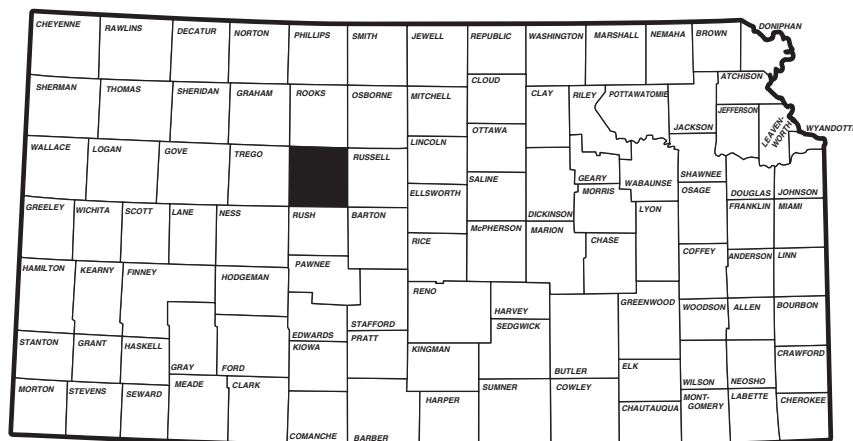 CHEYENNE
RAWLINS
DECATUR
NORTON
PHILLIPS
SMITH
JEWELL
REPUBLIC
WASHINGTON
MARSHALL
NEMAHA
BROWN
DONIPHAN
SHERMAN
THOMAS
SHERIDAN
GRAHAM
ROOKS
OSBORNE
MITCHELL
CLOUD
CLAY
RILEY
POTTAWATOMIE
ATCHISON
JACKSON
JEFFERSON
LEAVEN-
WORTH
WYANDOTT
WALLACE
LOGAN
GOVE
TREGO
RUSSELL
LINCOLN
OTTAWA
SALINE
ELLSWORTH
DICKINSON
GEARY
MORRIS
WABAUNSE
SHAWNEE
OSAGE
DOUGLAS
JOHNSON
GREELEY
WICHITA
SCOTT
LANE
NESS
RUSH
BARTON
RICE
McPHERSON
MARION
CHASE
LYON
FRANKLIN
MIAMI
HAMILTON
KEARNY
FINNEY
HODGEMAN
PAWNEE
STAFFORD
RENO
HARVEY
SEDGWICK
GREENWOOD
COFFEY
ANDERSON
LINN
WOODSON
ALLEN
BOURBON
STANTON
GRANT
HASKELL
GRAY
FORD
EDWARDS
KIOWA
PRATT
KINGMAN
BUTLER
ELK
WILSON
NEOSHO
CRAWFORD
MORTON
STEVENS
SEWARD
MEADE
CLARK
COMANCHE
BARBER
HARPER
SUMNER
COWLEY
CHAUTAUQUA
MONT-
GOMERY
LABETTE
CHEROKEE